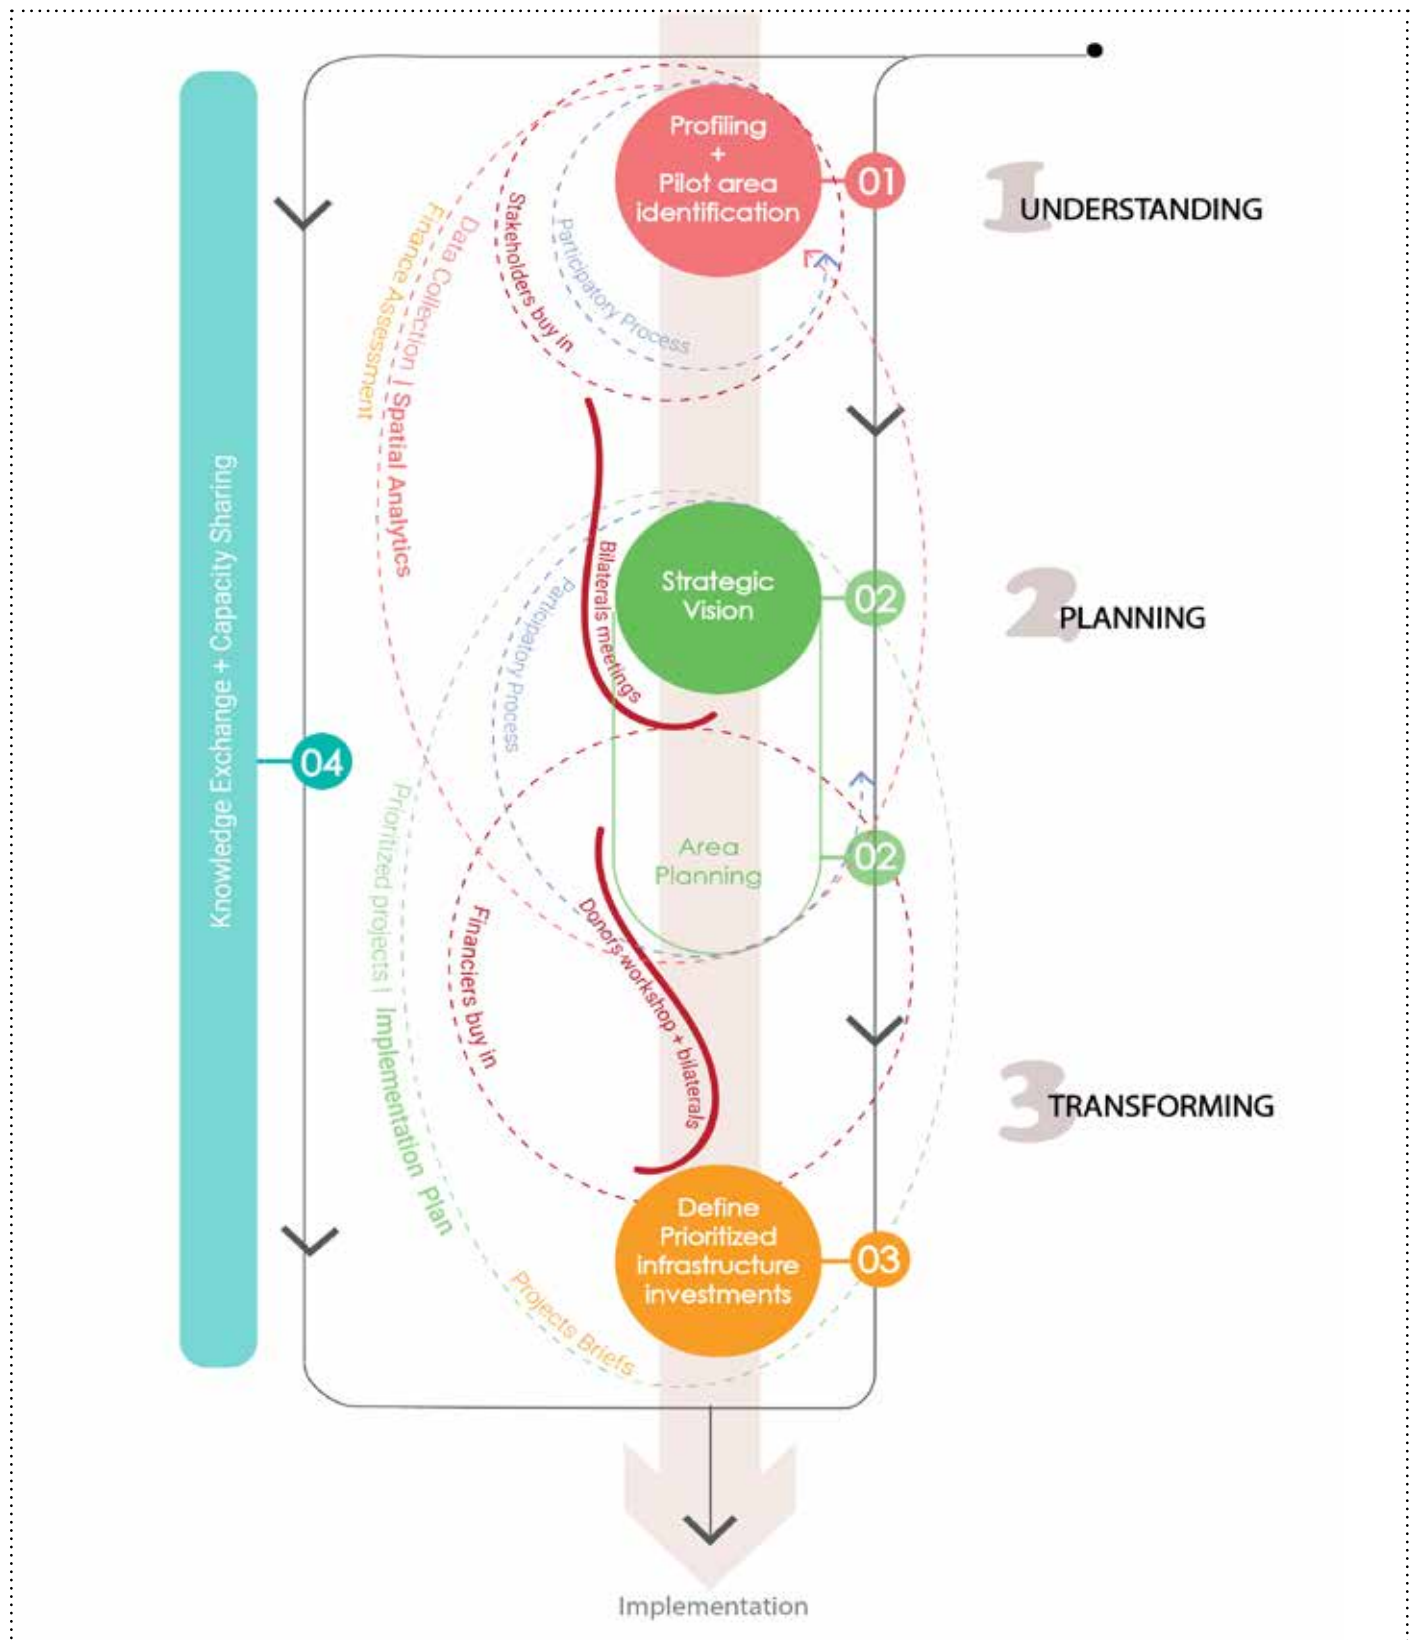 Profiling
+
Pilot area
identification
01
1
UNDERSTANDING
Stakeholders buy in
Participatory Process
Data Collection | Spatial Analytics
Finance Assessment
Knowledge Exchange + Capacity Sharing
04
Bilaterals meetings
Strategic
Vision
02
2
PLANNING
Participatory Process
Area
Planning
02
Prioritized projects | Implementation Plan
Financiers buy in
Donors workshop + bilaterals
3
TRANSFORMING
Define
Prioritized
infrastructure
investments
03
Projects Briefs
Implementation